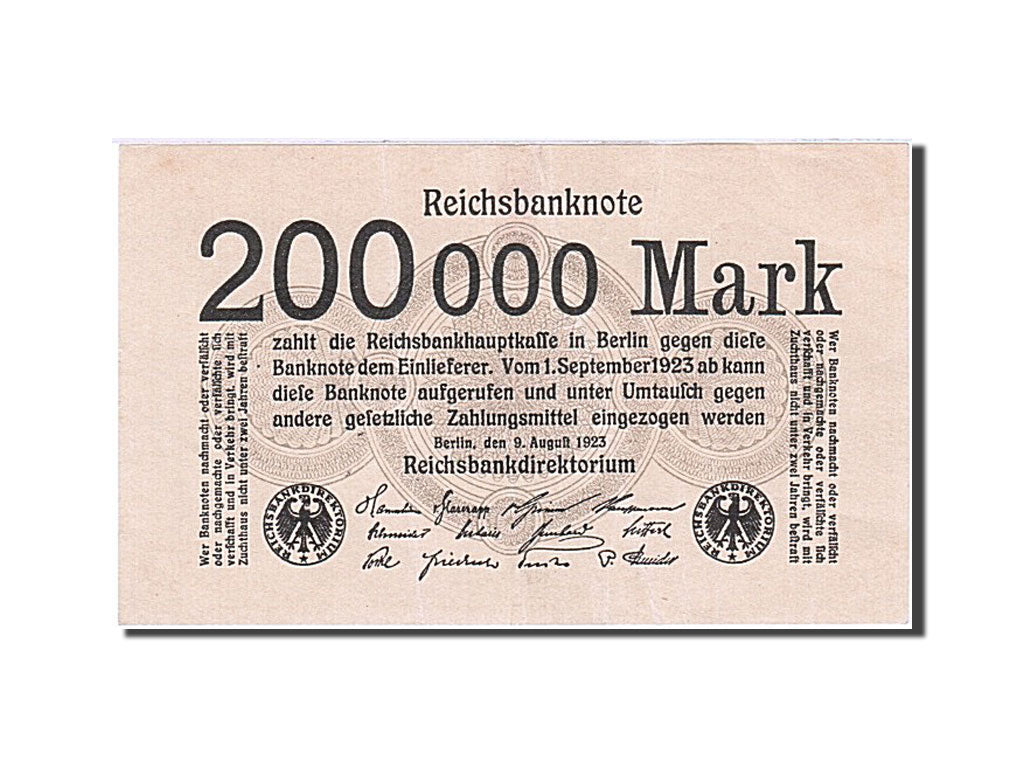 Reichsbanknote
200000 Mark
zahlt die Reichsbankhauptkaſſe in Berlin gegen dieſe
Banknote dem Einlieferer. Vom 1. September 1923 ab kann
dieſe Banknote aufgerufen und unter Umtauſch gegen
andere geſetzliche Zahlungsmittel eingezogen werden
Berlin, den 9. Auguſt 1923
Reichsbankdirektorium
Wer Banknoten nachmacht oder verfälſcht
oder nachgemachte oder verfälſchte ſich
verſchafft und in Verkehr bringt, wird mit
Zuchthaus nicht unter zwei Jahren beſtraft
Wer Banknoten nachmacht oder verfälſcht
oder nachgemachte oder verfälſchte ſich
verſchafft und in Verkehr bringt, wird mit
Zuchthaus nicht unter zwei Jahren beſtraft
REICHSBANKDIREKTORIUM
REICHSBANKDIREKTORIUM